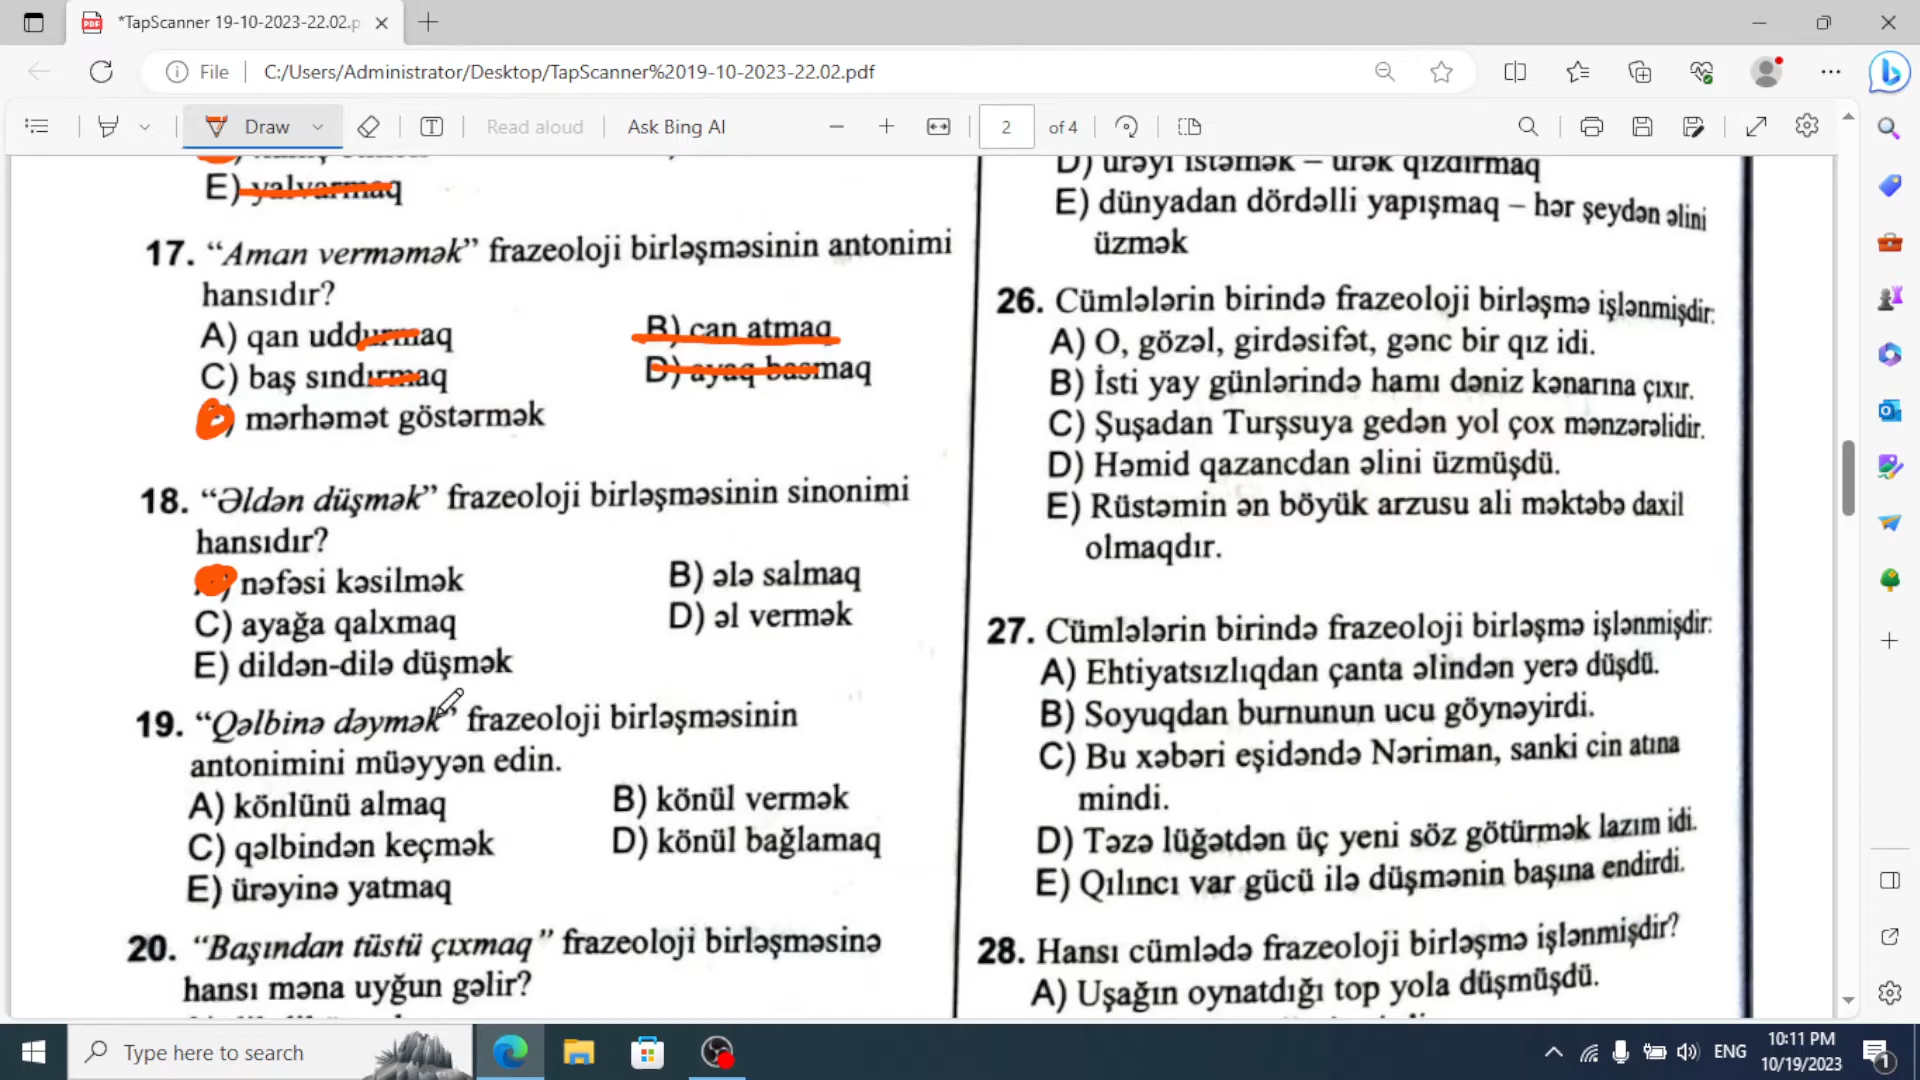 *TapScanner 19-10-2023-22.02.p
File
C:/Users/Administrator/Desktop/TapScanner%2019-10-2023-22.02.pdf
Draw
Read aloud
Ask Bing AI
2
of 4
E) yalvarmaq
17. “Aman verməmək” frazeoloji birləşməsinin antonimi
hansıdır?
A) qan uddurmaq
B) can atmaq
C) baş sındırmaq
D) ayaq basmaq
mərhəmət göstərmək
18. “Əldən düşmək” frazeoloji birləşməsinin sinonimi
hansıdır?
nəfəsi kəsilmək
B) ələ salmaq
C) ayağa qalxmaq
D) əl vermək
E) dildən-dilə düşmək
19. “Qəlbinə dəymək” frazeoloji birləşməsinin
antonimini müəyyən edin.
A) könlünü almaq
B) könül vermək
C) qəlbindən keçmək
D) könül bağlamaq
E) ürəyinə yatmaq
20. “Başından tüstü çıxmaq” frazeoloji birləşməsinə
hansı məna uyğun gəlir?
D) ürəyi istəmək – ürək qızdırmaq
E) dünyadan dördəlli yapışmaq – hər şeydən əlini
üzmək
26. Cümlələrin birində frazeoloji birləşmə işlənmişdir:
A) O, gözəl, girdəsifət, gənc bir qız idi.
B) İsti yay günlərində hamı dəniz kənarına çıxır.
C) Şuşadan Turşsuya gedən yol çox mənzərəlidir.
D) Həmid qazancdan əlini üzmüşdü.
E) Rüstəmin ən böyük arzusu ali məktəbə daxil
olmaqdır.
27. Cümlələrin birində frazeoloji birləşmə işlənmişdir:
A) Ehtiyatsızlıqdan çanta əlindən yerə düşdü.
B) Soyuqdan burnunun ucu göynəyirdi.
C) Bu xəbəri eşidəndə Nəriman, sanki cin atına
mindi.
D) Təzə lüğətdən üç yeni söz götürmək lazım idi.
E) Qılıncı var gücü ilə düşmənin başına endirdi.
28. Hansı cümlədə frazeoloji birləşmə işlənmişdir?
A) Uşağın oynatdığı top yola düşmüşdü.
Type here to search
ENG
10:11 PM
10/19/2023
1